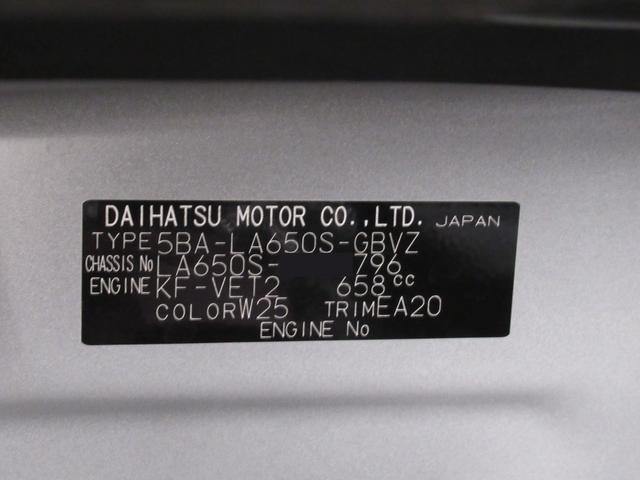 DAIHATSU MOTOR CO.,LTD. JAPAN
TYPE 5BA-LA650S-GBVZ
CHASSIS No LA650S- 796
ENGINE KF-VET2 658cc
COLOR W25 TRIM EA20
ENGINE No